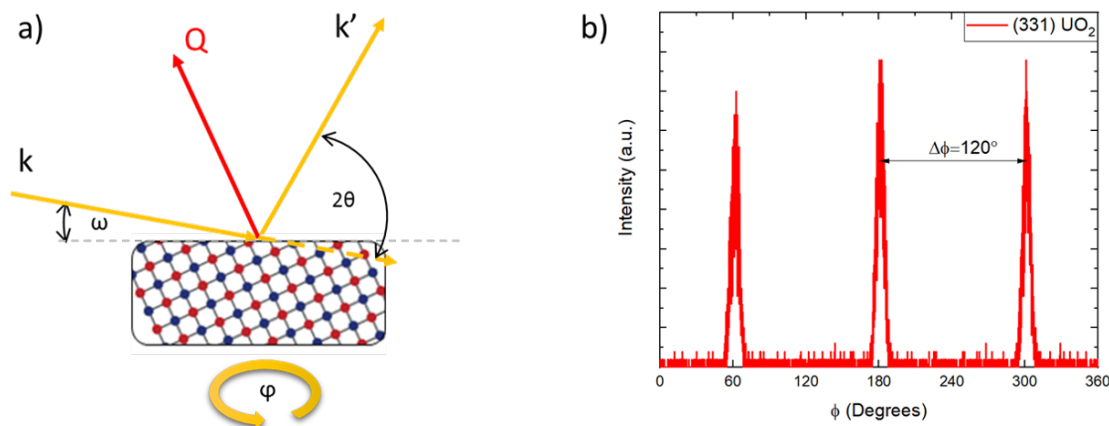 a)
k'
Q
k
ω
2θ
φ
b)
(331) UO₂
Δϕ=120°
Intensity (a.u.)
0 60 120 180 240 300 360
ϕ (Degrees)